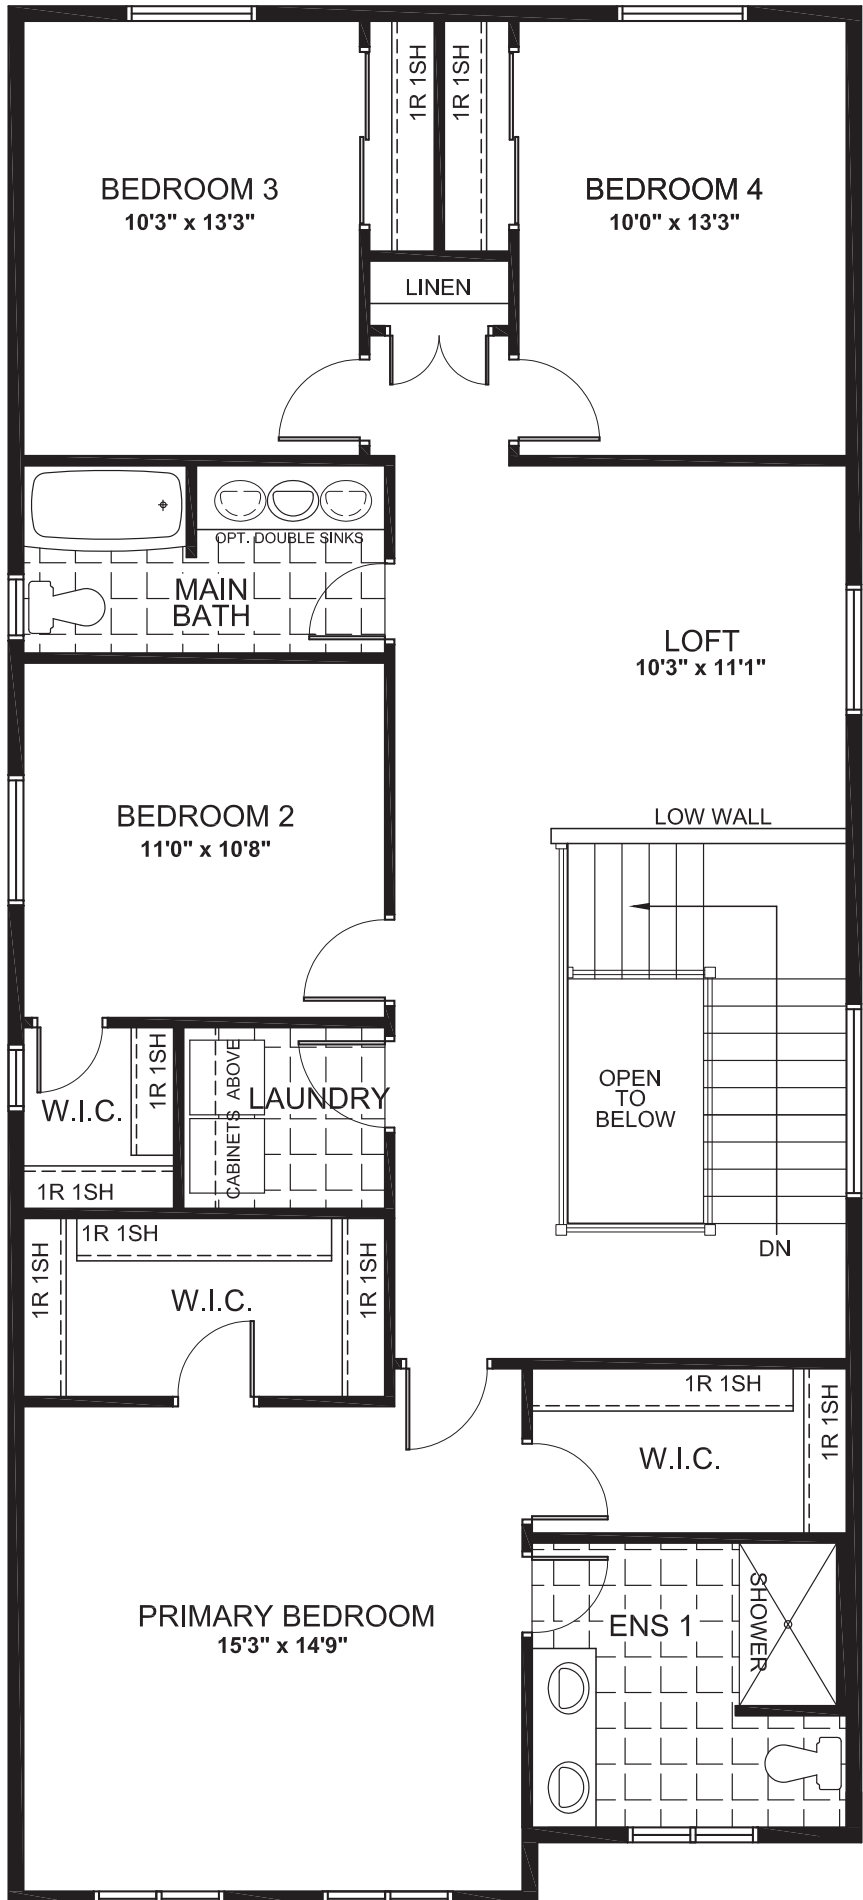 1R 1SH
1R 1SH
BEDROOM 3
10'3" x 13'3"
BEDROOM 4
10'0" x 13'3"
LINEN
OPT. DOUBLE SINKS
MAIN
BATH
LOFT
10'3" x 11'1"
BEDROOM 2
11'0" x 10'8"
LOW WALL
1R 1SH
W.I.C.
1R 1SH
CABINETS ABOVE
LAUNDRY
OPEN
TO
BELOW
DN
1R 1SH
1R 1SH
W.I.C.
1R 1SH
1R 1SH
1R 1SH
W.I.C.
PRIMARY BEDROOM
15'3" x 14'9"
ENS 1
SHOWER